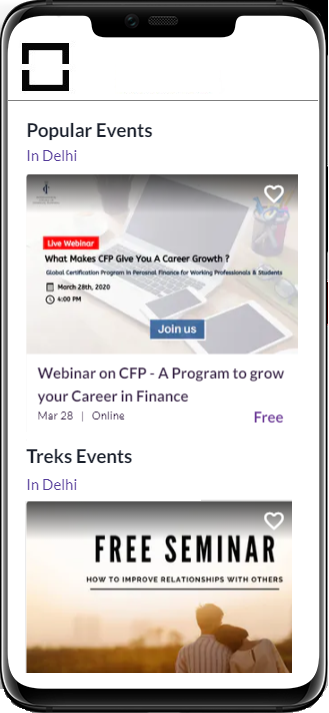 Popular Events
In Delhi
Live Webinar
What Makes CFP Give You A Career Growth ?
Global Certification Program in Personal Finance for Working Professionals & Students
March 28th, 2020
4:00 PM
Join us
Webinar on CFP - A Program to grow
your Career in Finance
Mar 28 | Online
Free
Treks Events
In Delhi
FREE SEMINAR
HOW TO IMPROVE RELATIONSHIPS WITH OTHERS